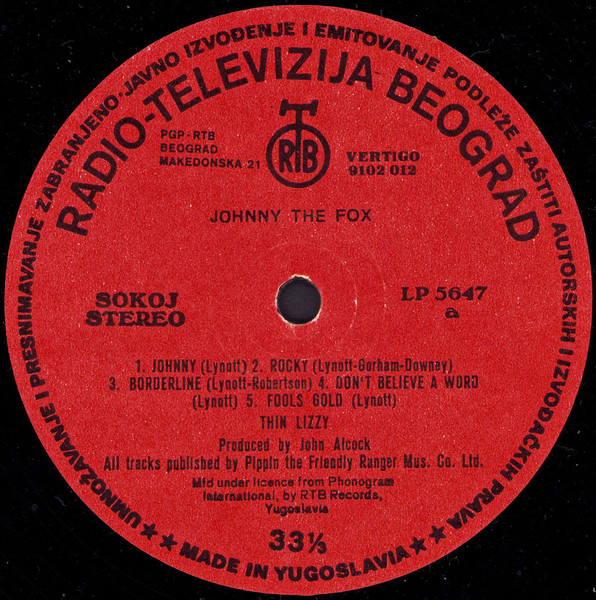 UMNOŽAVANJE I PRESNIMAVANJE ZABRANJENO-JAVNO IZVOĐENJE I EMITOVANJE PODLEŽE ZAŠTITI AUTORSKIH I IZVOĐAČKIH PRAVA
RADIO-TELEVIZIJA BEOGRAD
PGP-RTB
BEOGRAD
MAKEDONSKA 21
RTB
VERTIGO
9102 012
JOHNNY THE FOX
SOKOJ
STEREO
LP 5647
a
1. JOHNNY (Lynott) 2. ROCKY (Lynott-Gorham-Downay)
3. BORDERLINE (Lynott-Robertson) 4. DON'T BELIEVE A WORD
(Lynott) 5. FOOLS GOLD (Lynott)
THIN LIZZY
Produced by John Alcock
All tracks published by Pippin the Friendly Ranger Mus. Co. Ltd.
Mfd under licence from Phonogram
International, by RTB Records,
Yugoslavia
33⅓
★★ MADE IN YUGOSLAVIA ★★